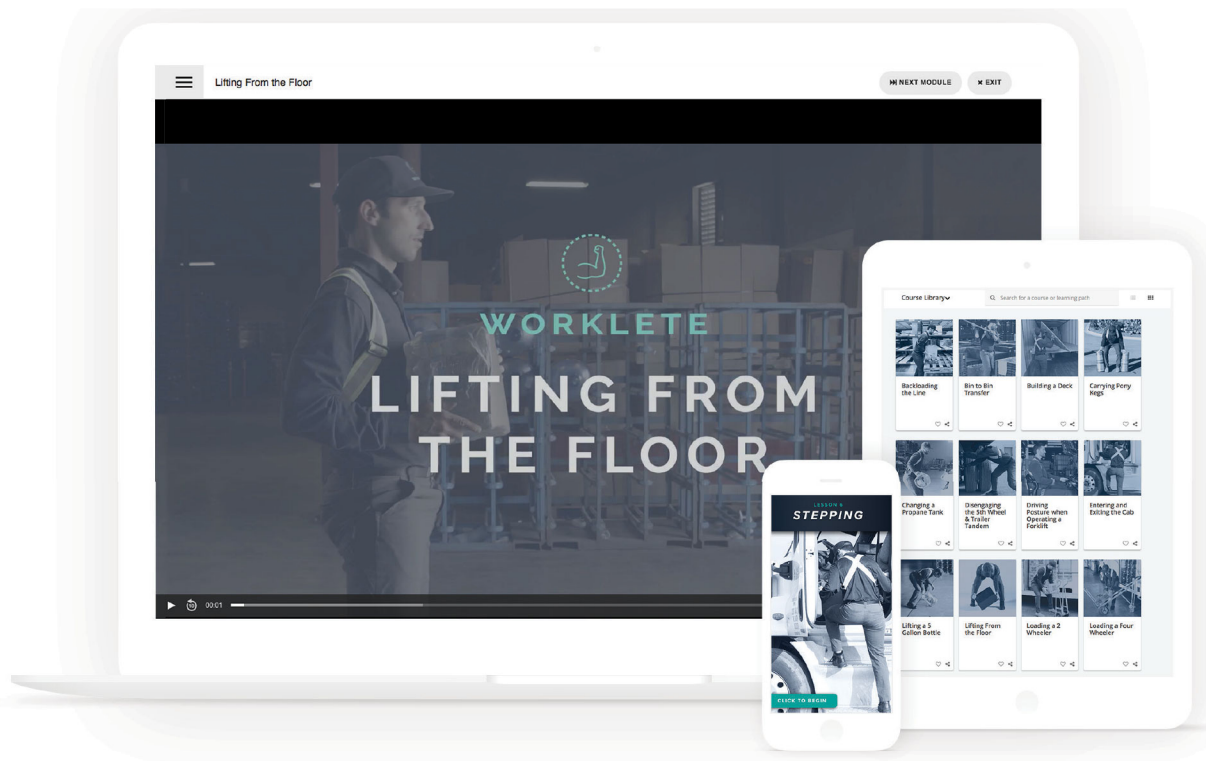 Lifting From the Floor
NEXT MODULE
EXIT
WORKLETE
LIFTING FROM
THE FLOOR
10
00:01
Course Library
Search for a course or learning path
Backloading
the Line
Bin to Bin
Transfer
Building a Deck
Carrying Pony
Kegs
Changing a
Propane Tank
Disengaging
the 5th Wheel
& Trailer
Tandem
Driving
Posture when
Operating a
Forklift
Entering and
Exiting the Cab
Lifting a 5
Gallon Bottle
Lifting From
the Floor
Loading a 2
Wheeler
Loading a Four
Wheeler
LESSON 6
STEPPING
CLICK TO BEGIN